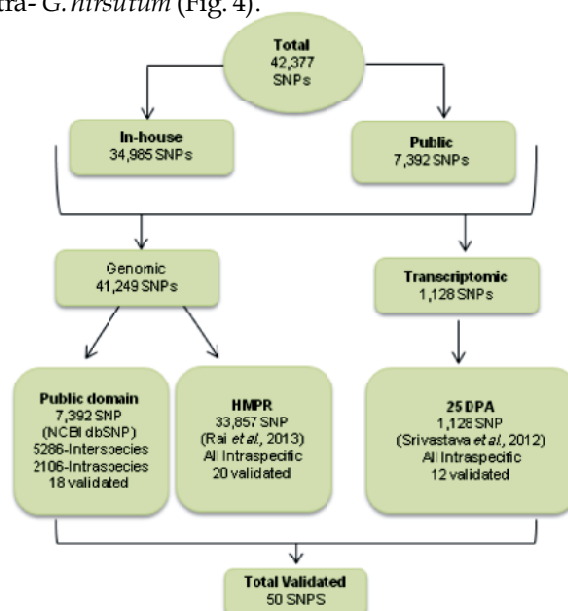 tra- G. hirsutum (Fig. 4).
Total
42,377
SNPs
In-house
34,985 SNPs
Public
7,392 SNPs
Genomic
41,249 SNPs
Transcriptomic
1,128 SNPs
Public domain
7,392 SNP
(NCBI dbSNP)
5286-Interspecies
2106-Intraspecies
18 validated
HMPR
33,857 SNP
(Rai et al., 2013)
All Intraspecific
20 validated
25 DPA
1,128 SNP
(Srivastava et al., 2012)
All Intraspecific
12 validated
Total Validated
50 SNPS